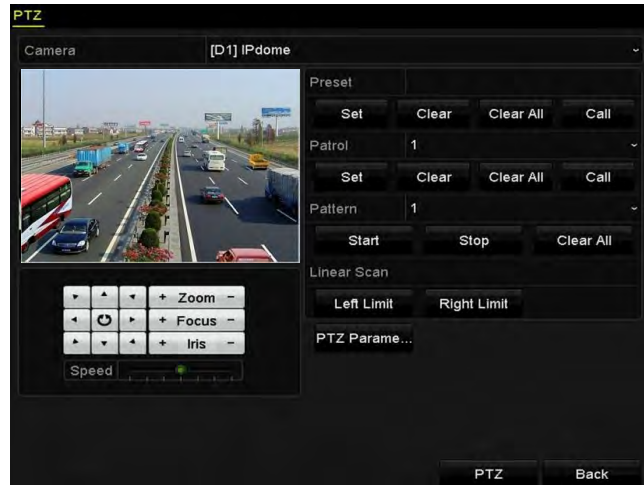 PTZ
Camera [D1] IPdome
Preset
Set Clear Clear All Call
Patrol 1
Set Clear Clear All Call
Pattern 1
Start Stop Clear All
Linear Scan
Left Limit Right Limit
PTZ Parame...
+ Zoom -
+ Focus -
+ Iris -
Speed
PTZ Back